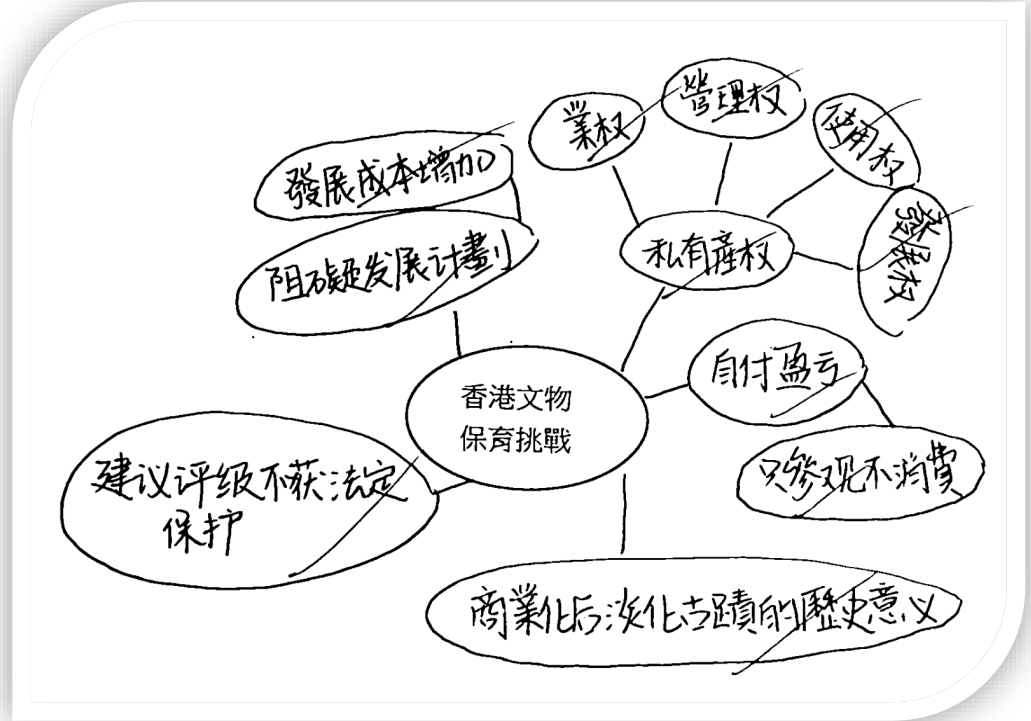 業权
营理权
使用权
發展权
發展成本增加
阻碍发展计劃
私有產权
自付盈亏
香港文物
保育挑戰
只參观不消費
建议评级不获法定
保护
商業化后淡化古蹟的歷史意义